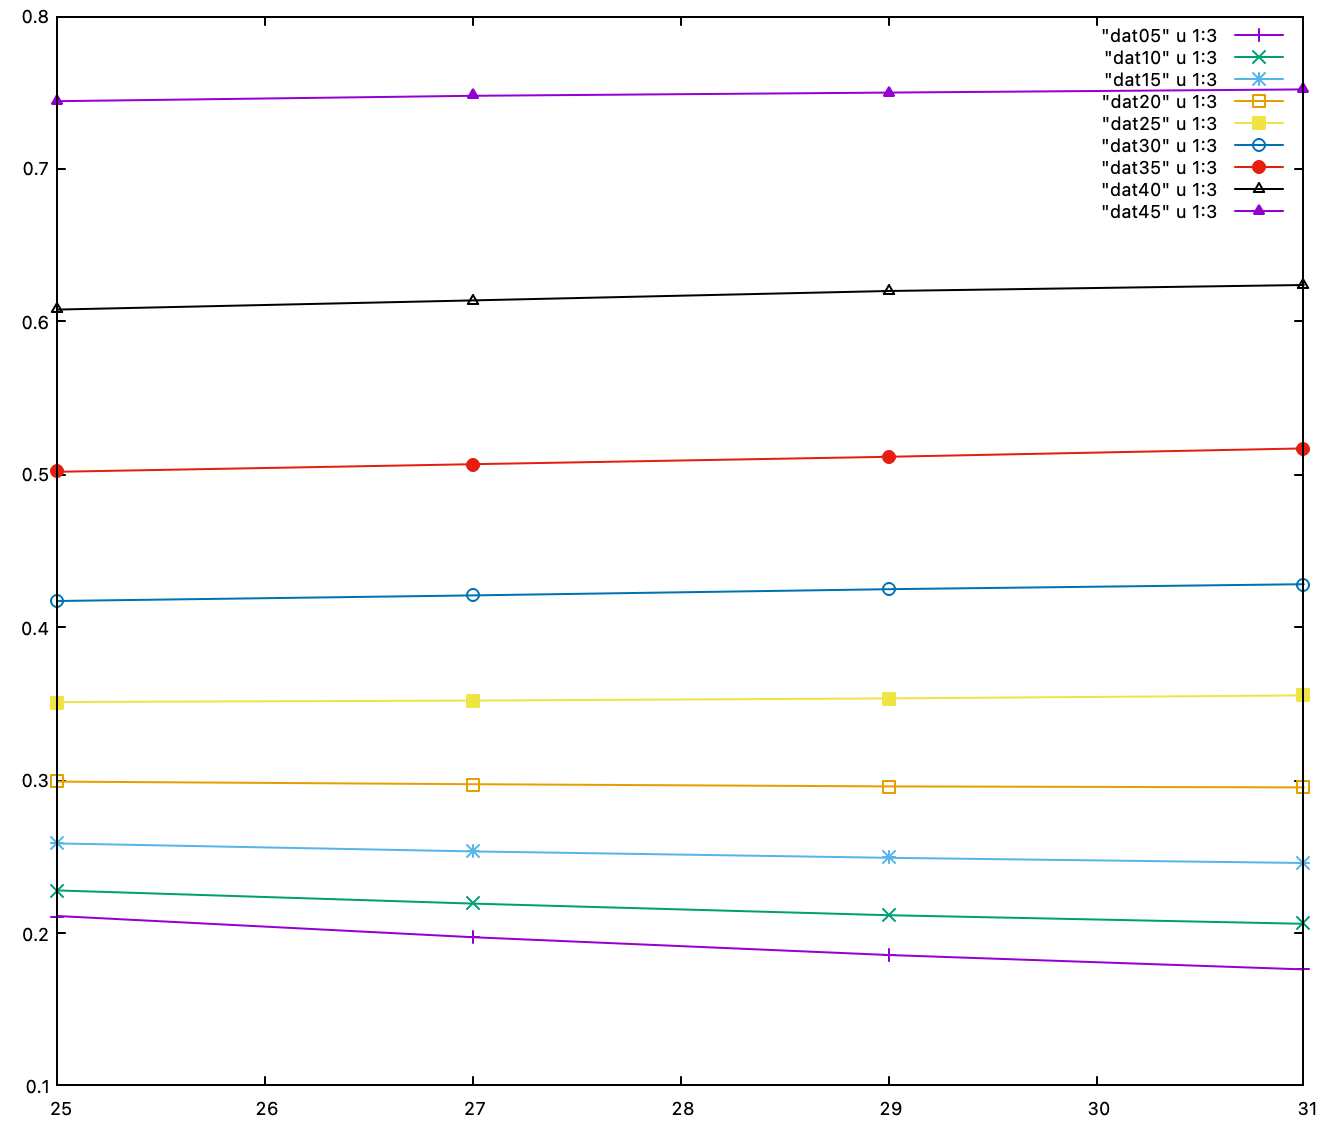 0.8
0.7
0.6
0.5
0.4
0.3
0.2
0.1
25 26 27 28 29 30 31
"dat05" u 1:3
"dat10" u 1:3
"dat15" u 1:3
"dat20" u 1:3
"dat25" u 1:3
"dat30" u 1:3
"dat35" u 1:3
"dat40" u 1:3
"dat45" u 1:3